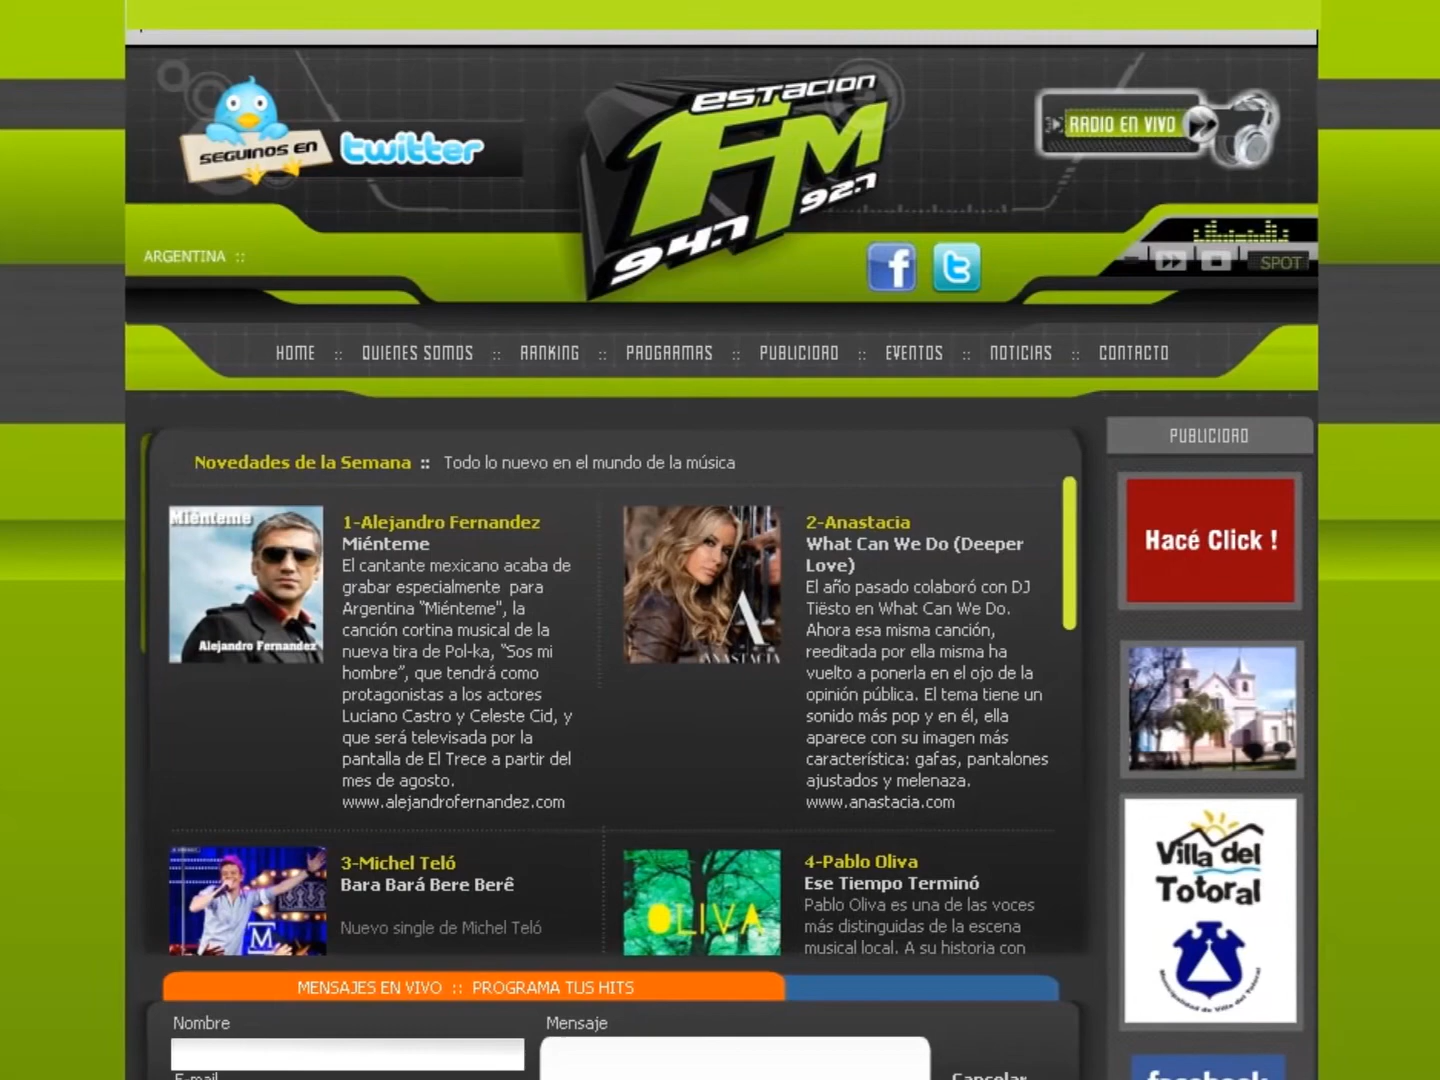 SEGUINOS EN
twitter
ESTACION
FM
94.7
92.7
RADIO EN VIVO
ARGENTINA ::
SPOT
HOME :: QUIENES SOMOS :: RANKING :: PROGRAMAS :: PUBLICIDAD :: EVENTOS :: NOTICIAS :: CONTACTO
Novedades de la Semana :: Todo lo nuevo en el mundo de la música
Miénteme
Alejandro Fernandez
1-Alejandro Fernandez
Miénteme
El cantante mexicano acaba de
grabar especialmente para
Argentina "Miénteme", la
canción cortina musical de la
nueva tira de Pol-ka, "Sos mi
hombre", que tendrá como
protagonistas a los actores
Luciano Castro y Celeste Cid, y
que será televisada por la
pantalla de El Trece a partir del
mes de agosto.
www.alejandrofernandez.com
A
ANASTACIA
2-Anastacia
What Can We Do (Deeper
Love)
El año pasado colaboró con DJ
Tiësto en What Can We Do.
Ahora esa misma canción,
reeditada por ella misma ha
vuelto a ponerla en el ojo de la
opinión pública. El tema tiene un
sonido más pop y en él, ella
aparece con su imagen más
característica: gafas, pantalones
ajustados y melenaza.
www.anastacia.com
M
3-Michel Teló
Bara Bará Bere Berê
Nuevo single de Michel Teló
OLIVA
4-Pablo Oliva
Ese Tiempo Terminó
Pablo Oliva es una de las voces
más distinguidas de la escena
musical local. A su historia con
PUBLICIDAD
Hacé Click !
Villa del
Totoral
Municipalidad de Villa del Totoral
facebook
MENSAJES EN VIVO :: PROGRAMA TUS HITS
Nombre
Mensaje
E-mail
Cancelar